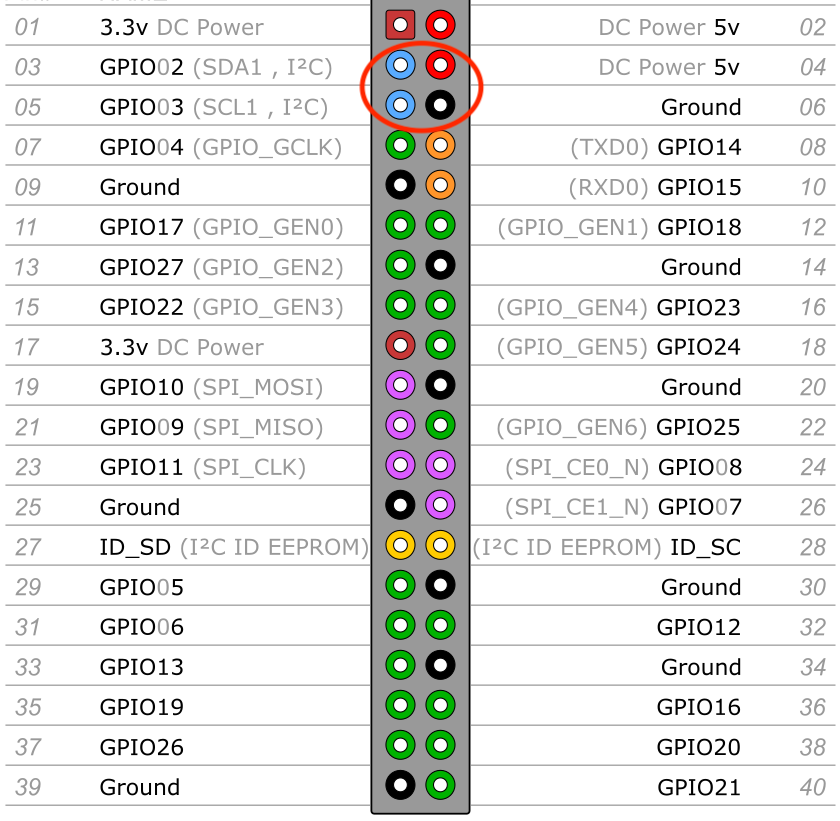 01 3.3v DC Power DC Power 5v 02
03 GPIO02 (SDA1 , I²C) DC Power 5v 04
05 GPIO03 (SCL1 , I²C) Ground 06
07 GPIO04 (GPIO_GCLK) (TXD0) GPIO14 08
09 Ground (RXD0) GPIO15 10
11 GPIO17 (GPIO_GEN0) (GPIO_GEN1) GPIO18 12
13 GPIO27 (GPIO_GEN2) Ground 14
15 GPIO22 (GPIO_GEN3) (GPIO_GEN4) GPIO23 16
17 3.3v DC Power (GPIO_GEN5) GPIO24 18
19 GPIO10 (SPI_MOSI) Ground 20
21 GPIO09 (SPI_MISO) (GPIO_GEN6) GPIO25 22
23 GPIO11 (SPI_CLK) (SPI_CE0_N) GPIO08 24
25 Ground (SPI_CE1_N) GPIO07 26
27 ID_SD (I²C ID EEPROM) (I²C ID EEPROM) ID_SC 28
29 GPIO05 Ground 30
31 GPIO06 GPIO12 32
33 GPIO13 Ground 34
35 GPIO19 GPIO16 36
37 GPIO26 GPIO20 38
39 Ground GPIO21 40